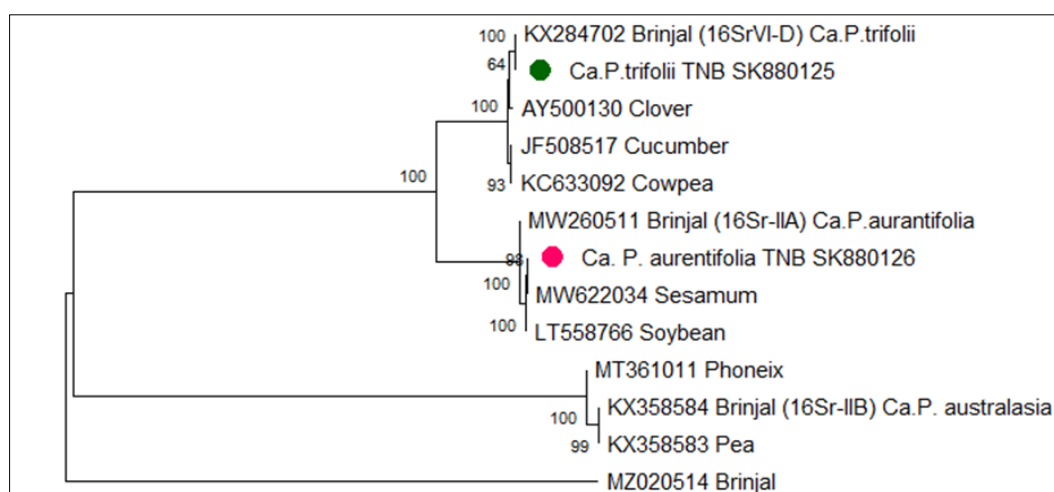 100
KX284702 Brinjal (16SrVI-D) Ca.P.trifolii
64
Ca.P.trifolii TNB SK880125
100
AY500130 Clover
JF508517 Cucumber
100
93
KC633092 Cowpea
MW260511 Brinjal (16Sr-IIA) Ca.P.aurantifolia
98
Ca. P. aurentifolia TNB SK880126
100
MW622034 Sesamum
100
LT558766 Soybean
MT361011 Phoneix
KX358584 Brinjal (16Sr-IIB) Ca.P. australasia
100
99
KX358583 Pea
MZ020514 Brinjal